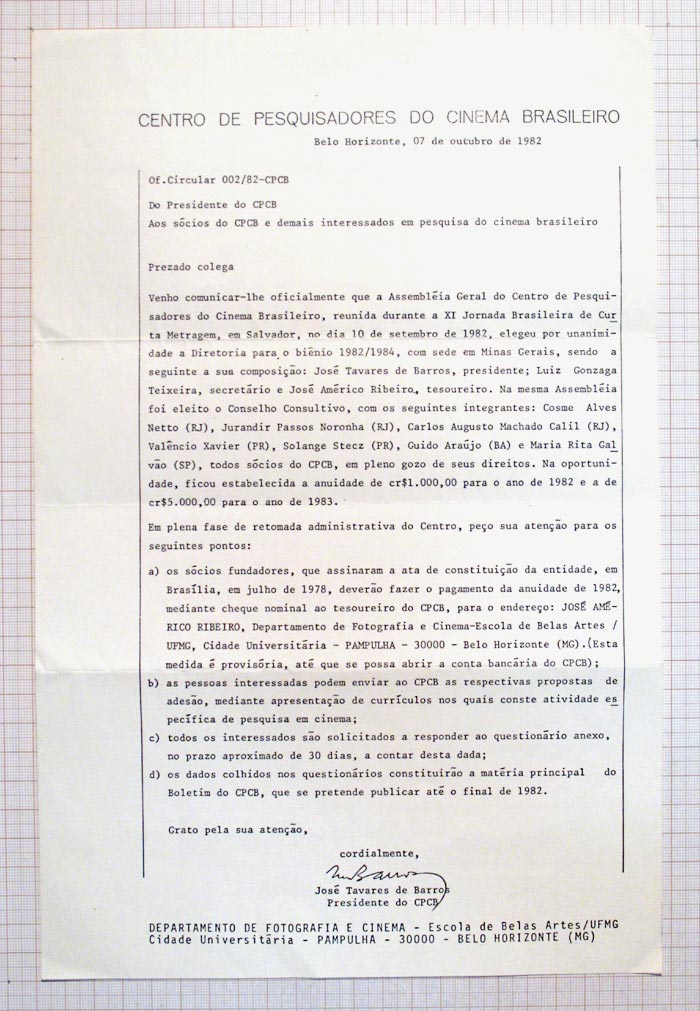 CENTRO DE PESQUISADORES DO CINEMA BRASILEIRO
Belo Horizonte, 07 de outubro de 1982
Of.Circular 002/82-CPCB
Do Presidente do CPCB
Aos sócios do CPCB e demais interessados em pesquisa do cinema brasileiro
Prezado colega
Venho comunicar-lhe oficialmente que a Assembléia Geral do Centro de Pesqui-
sadores do Cinema Brasileiro, reunida durante a XI Jornada Brasileira de Cur
ta Metragem, em Salvador, no dia 10 de setembro de 1982, elegeu por unanimi-
dade a Diretoria para o biênio 1982/1984, com sede em Minas Gerais, sendo a
seguinte a sua composição: José Tavares de Barros, presidente; Luiz Gonzaga
Teixeira, secretário e José Américo Ribeiro, tesoureiro. Na mesma Assembléia
foi eleito o Conselho Consultivo, com os seguintes integrantes: Cosme Alves
Netto (RJ), Jurandir Passos Noronha (RJ), Carlos Augusto Machado Calil (RJ),
Valêncio Xavier (PR), Solange Stecz (PR), Guido Araújo (BA) e Maria Rita Gal
vão (SP), todos sócios do CPCB, em pleno gozo de seus direitos. Na oportuni-
dade, ficou estabelecida a anuidade de cr$1.000,00 para o ano de 1982 e a de
cr$5.000,00 para o ano de 1983.
Em plena fase de retomada administrativa do Centro, peço sua atenção para os
seguintes pontos:
a) os sócios fundadores, que assinaram a ata de constituição da entidade, em
Brasília, em julho de 1978, deverão fazer o pagamento da anuidade de 1982,
mediante cheque nominal ao tesoureiro do CPCB, para o endereço: JOSÉ AMÉ-
RICO RIBEIRO, Departamento de Fotografia e Cinema-Escola de Belas Artes /
UFMG, Cidade Universitária - PAMPULHA - 30000 - Belo Horizonte (MG).(Esta
medida é provisória, até que se possa abrir a conta bancária do CPCB);
b) as pessoas interessadas podem enviar ao CPCB as respectivas propostas de
adesão, mediante apresentação de currículos nos quais conste atividade es
pecífica de pesquisa em cinema;
c) todos os interessados são solicitados a responder ao questionário anexo,
no prazo aproximado de 30 dias, a contar desta data;
d) os dados colhidos nos questionários constituirão a matéria principal do
Boletim do CPCB, que se pretende publicar até o final de 1982.
Grato pela sua atenção,
cordialmente,
José Tavares de Barros
Presidente do CPCB
DEPARTAMENTO DE FOTOGRAFIA E CINEMA - Escola de Belas Artes/UFMG
Cidade Universitária - PAMPULHA - 30000 - BELO HORIZONTE (MG)